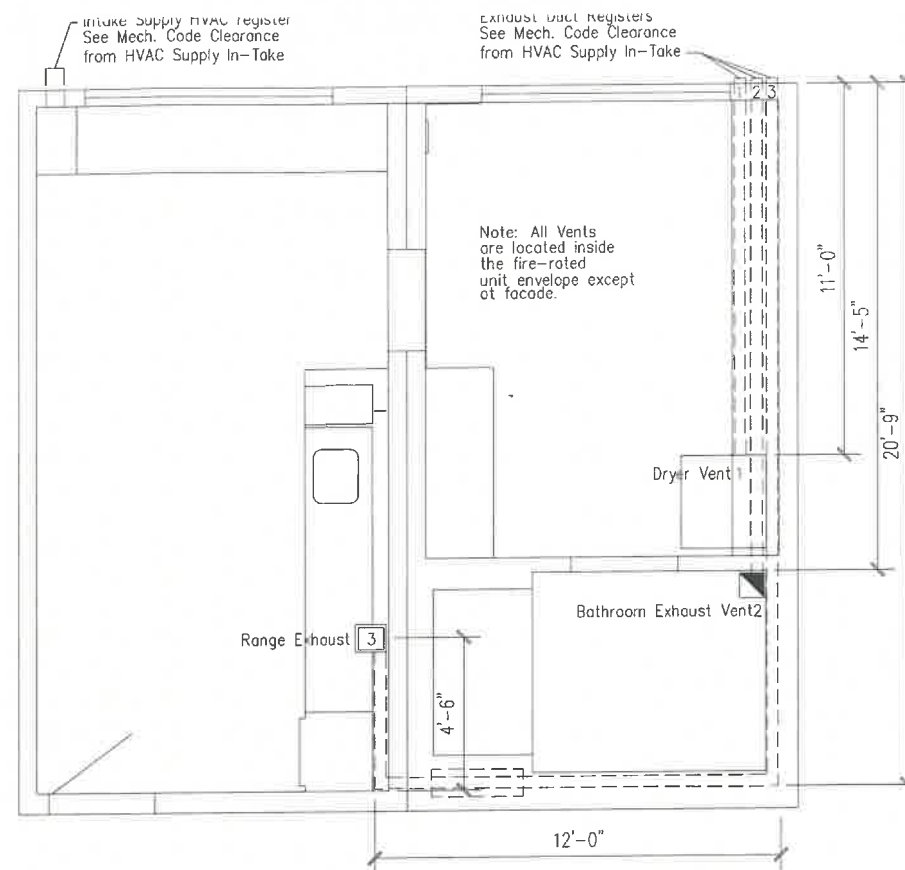 Intake Supply HVAC register
See Mech. Code Clearance
from HVAC Supply In-Take
Exhaust Duct Registers
See Mech. Code Clearance
from HVAC Supply In-Take
2 3
Note: All Vents
are located inside
the fire-rated
unit envelope except
at facade.
11'-0"
14'-5"
20'-9"
Dryer Vent 1
Bathroom Exhaust Vent2
Range Exhaust 3
4'-6"
12'-0"